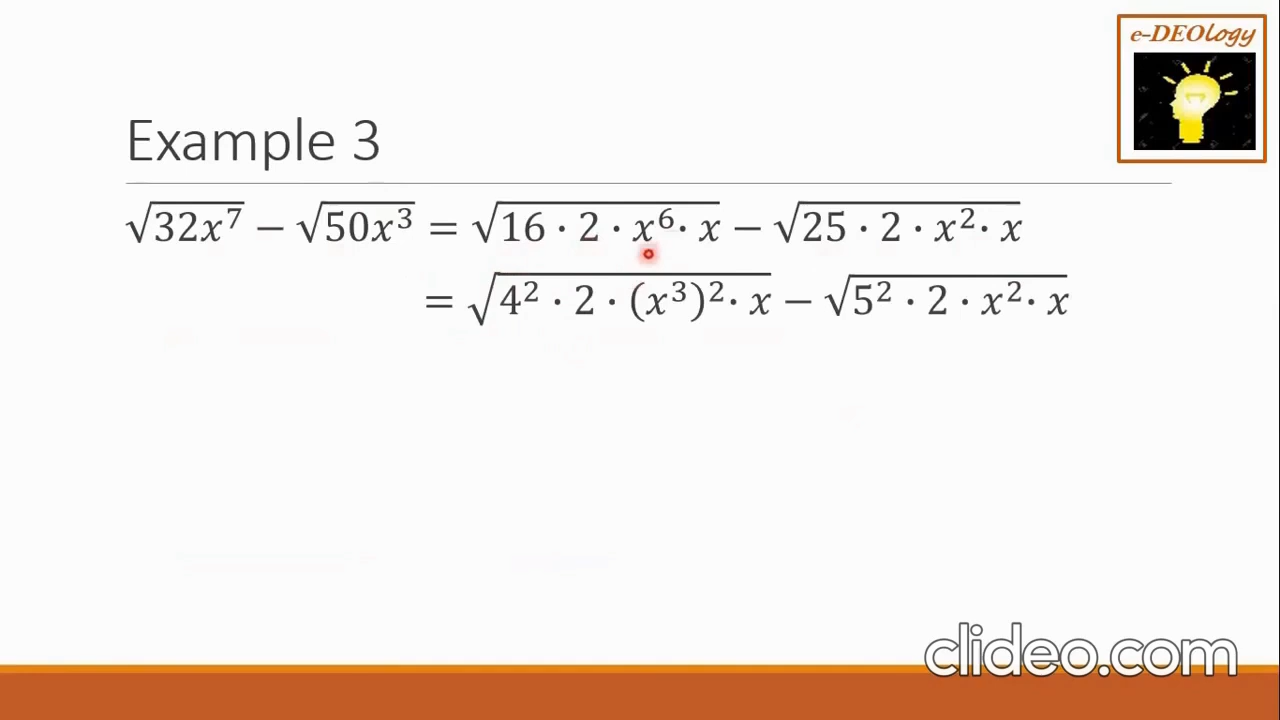 e-DEOlogy
Example 3
√32x⁷ − √50x³ = √16 · 2 · x⁶· x − √25 · 2 · x²· x
= √4² · 2 · (x³)²· x − √5² · 2 · x²· x
clideo.com